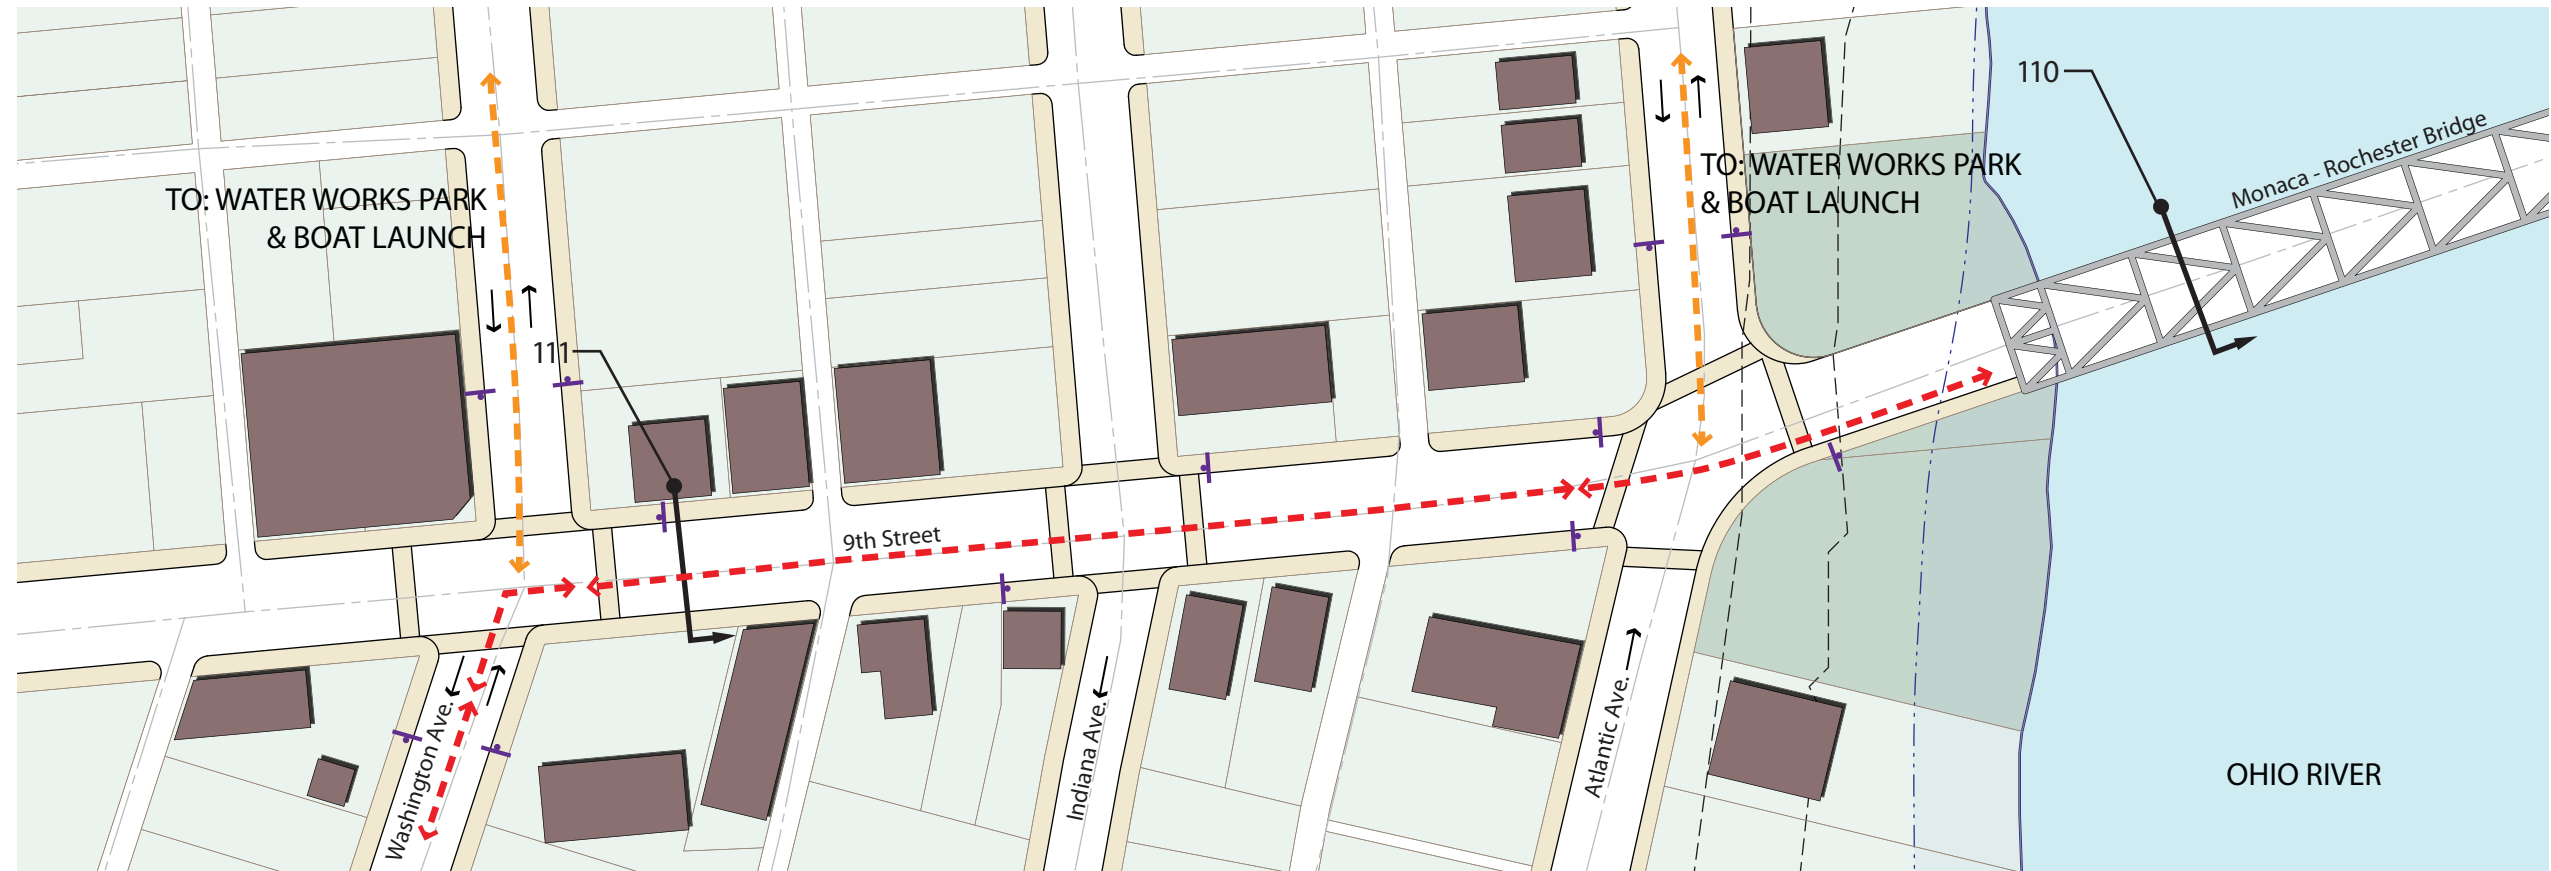 110
Monaca - Rochester Bridge
TO: WATER WORKS PARK
& BOAT LAUNCH
TO: WATER WORKS PARK
& BOAT LAUNCH
111
9th Street
Washington Ave.
Indiana Ave.
Atlantic Ave.
OHIO RIVER